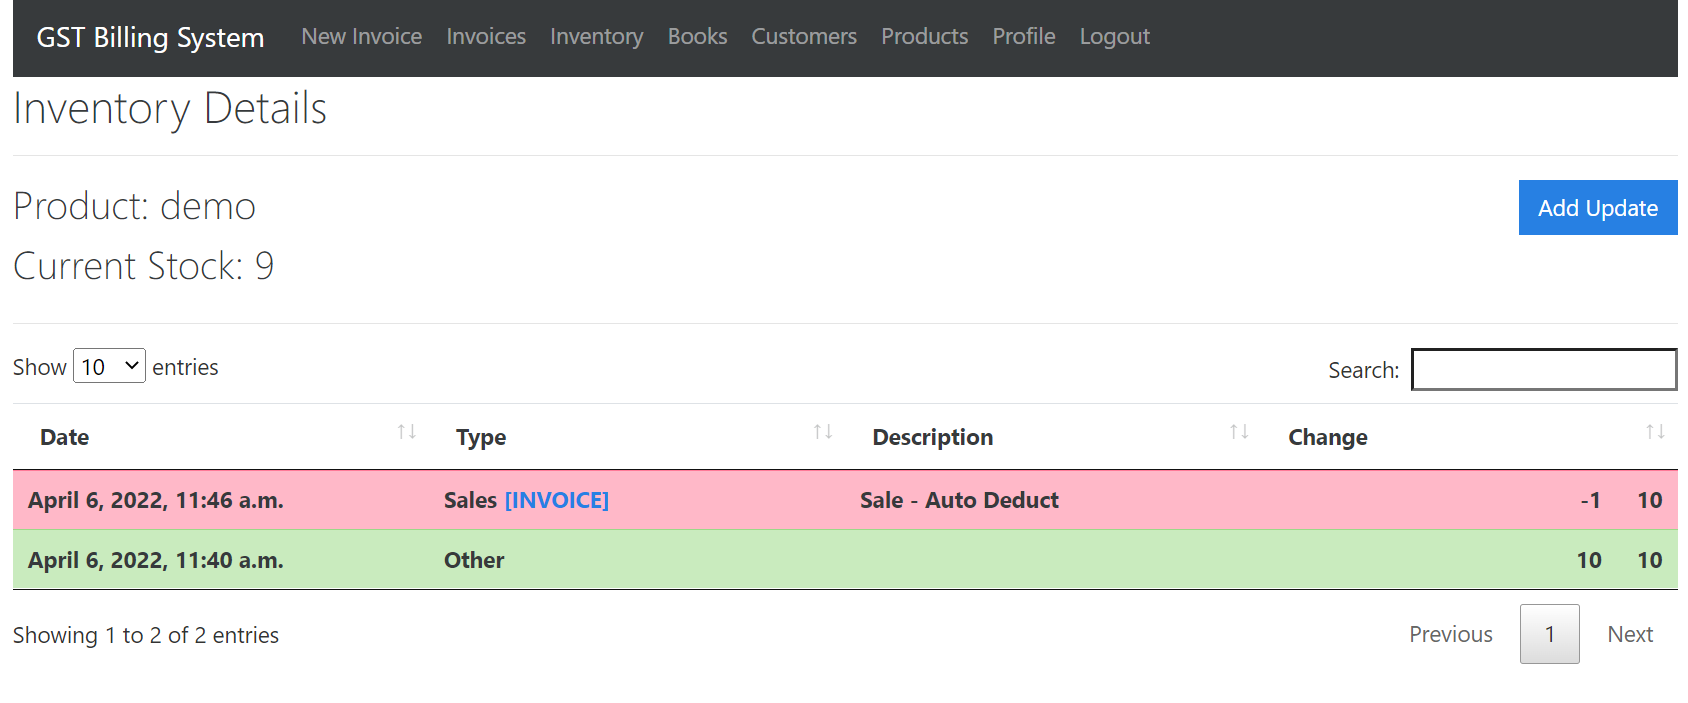 GST Billing System New Invoice Invoices Inventory Books Customers Products Profile Logout
Inventory Details
Product: demo
Add Update
Current Stock: 9
Show 10 entries
Search:
Date Type Description Change
April 6, 2022, 11:46 a.m. Sales [INVOICE] Sale - Auto Deduct -1 10
April 6, 2022, 11:40 a.m. Other 10 10
Showing 1 to 2 of 2 entries
Previous 1 Next